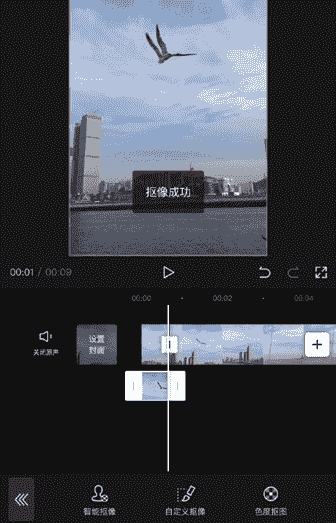 抠像成功
00:01 / 00:09
00:00
00:02
00:04
关闭原声
设置
封面
智能抠像
自定义抠像
色度抠图